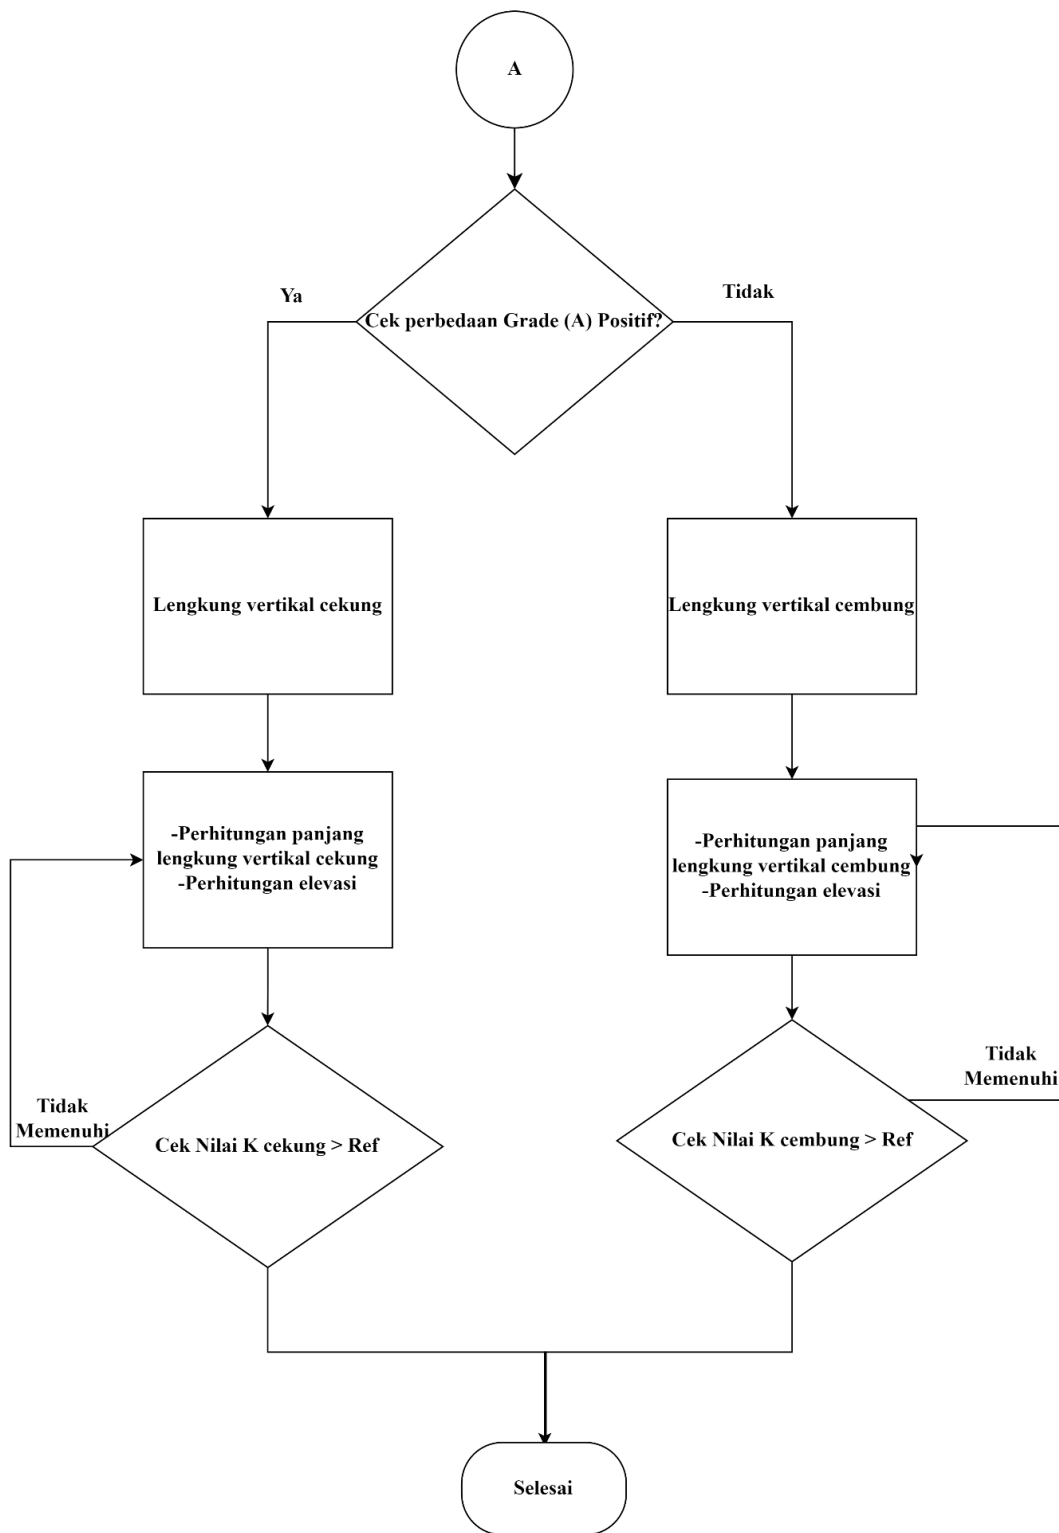 A
Ya
Tidak
Cek perbedaan Grade (A) Positif?
Lengkung vertikal cekung
Lengkung vertikal cembung
-Perhitungan panjang
lengkung vertikal cekung
-Perhitungan elevasi
-Perhitungan panjang
lengkung vertikal cembung
-Perhitungan elevasi
Tidak
Memenuhi
Cek Nilai K cekung > Ref
Tidak
Memenuhi
Cek Nilai K cembung > Ref
Selesai